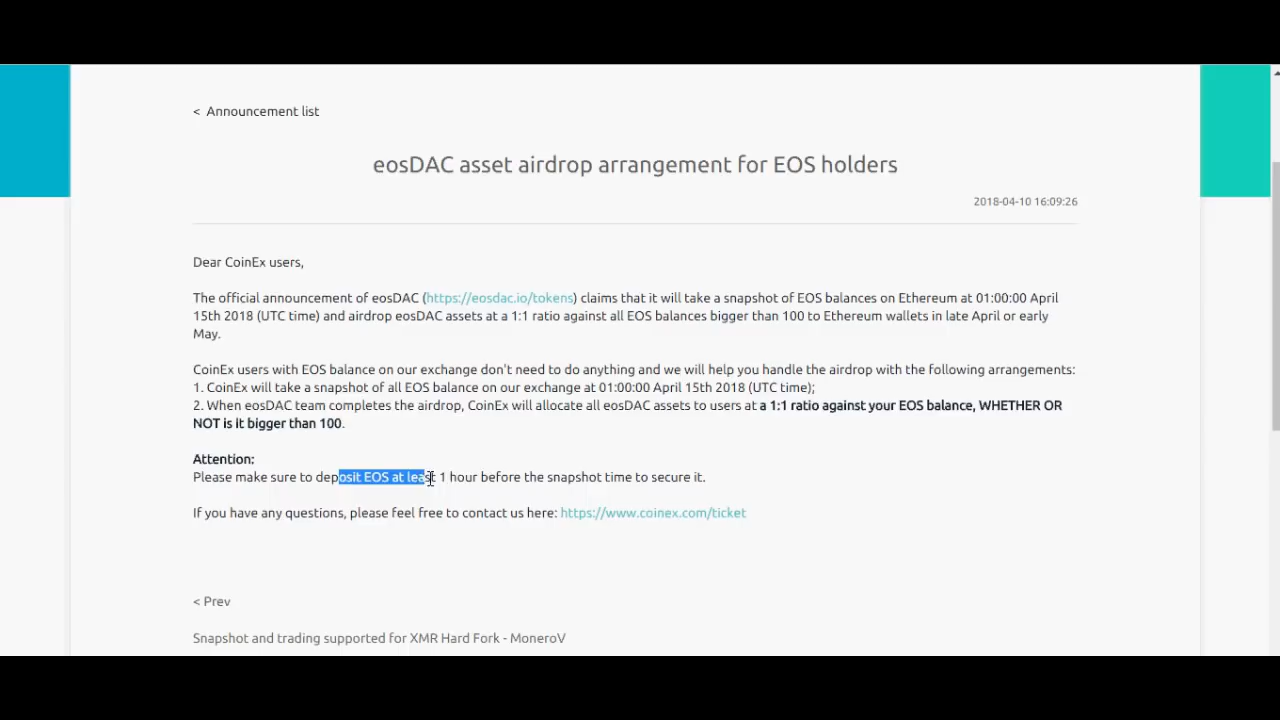 < Announcement list
eosDAC asset airdrop arrangement for EOS holders
2018-04-10 16:09:26
Dear CoinEx users,
The official announcement of eosDAC (https://eosdac.io/tokens) claims that it will take a snapshot of EOS balances on Ethereum at 01:00:00 April
15th 2018 (UTC time) and airdrop eosDAC assets at a 1:1 ratio against all EOS balances bigger than 100 to Ethereum wallets in late April or early
May.
CoinEx users with EOS balance on our exchange don't need to do anything and we will help you handle the airdrop with the following arrangements:
1. CoinEx will take a snapshot of all EOS balance on our exchange at 01:00:00 April 15th 2018 (UTC time);
2. When eosDAC team completes the airdrop, CoinEx will allocate all eosDAC assets to users at a 1:1 ratio against your EOS balance, WHETHER OR
NOT is it bigger than 100.
Attention:
Please make sure to deposit EOS at least 1 hour before the snapshot time to secure it.
If you have any questions, please feel free to contact us here: https://www.coinex.com/ticket
< Prev
Snapshot and trading supported for XMR Hard Fork - MoneroV